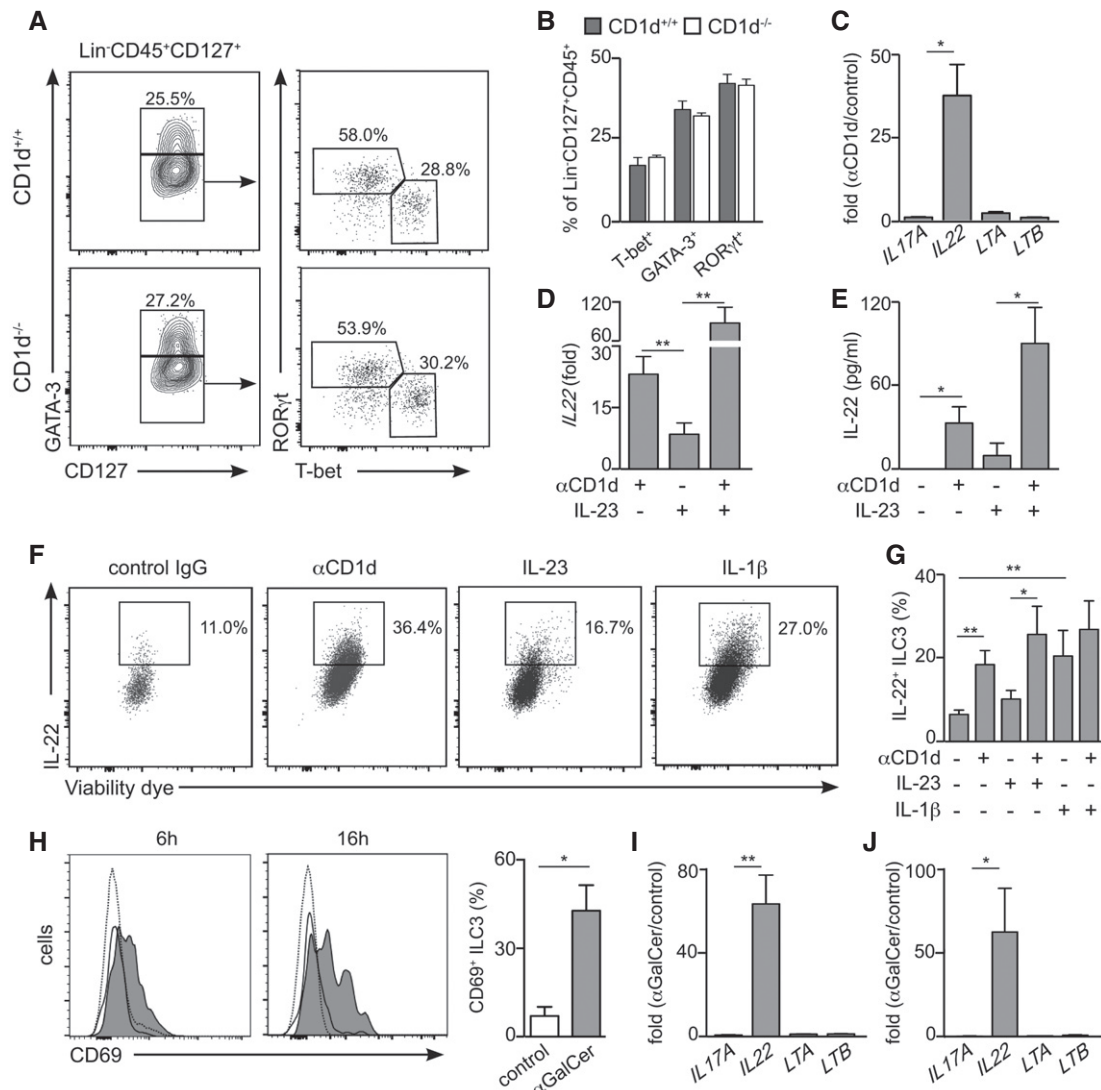 A
Lin-CD45+CD127+
25.5%
58.0%
28.8%
CD1d+/+
27.2%
53.9%
30.2%
CD1d-/-
GATA-3
RORγt
CD127
T-bet
B
CD1d+/+
CD1d-/-
% of Lin-CD127+CD45+
50
25
0
T-bet+
GATA-3+
RORγt+
C
fold (αCD1d/control)
50
25
0
*
IL17A
IL22
LTA
LTB
D
IL22 (fold)
120
60
30
15
0
**
**
αCD1d + - +
IL-23 - + +
E
IL-22 (pg/ml)
120
60
0
*
*
αCD1d - + - +
IL-23 - - + +
F
control IgG
αCD1d
IL-23
IL-1β
11.0%
36.4%
16.7%
27.0%
IL-22
Viability dye
G
IL-22+ ILC3 (%)
40
20
0
**
**
*
αCD1d - + - + - +
IL-23 - - + + - -
IL-1β - - - - + +
H
6h
16h
cells
CD69
CD69+ ILC3 (%)
60
30
0
*
control
αGalCer
I
fold (αGalCer/control)
80
40
0
**
IL17A
IL22
LTA
LTB
J
fold (αGalCer/control)
100
50
0
*
IL17A
IL22
LTA
LTB